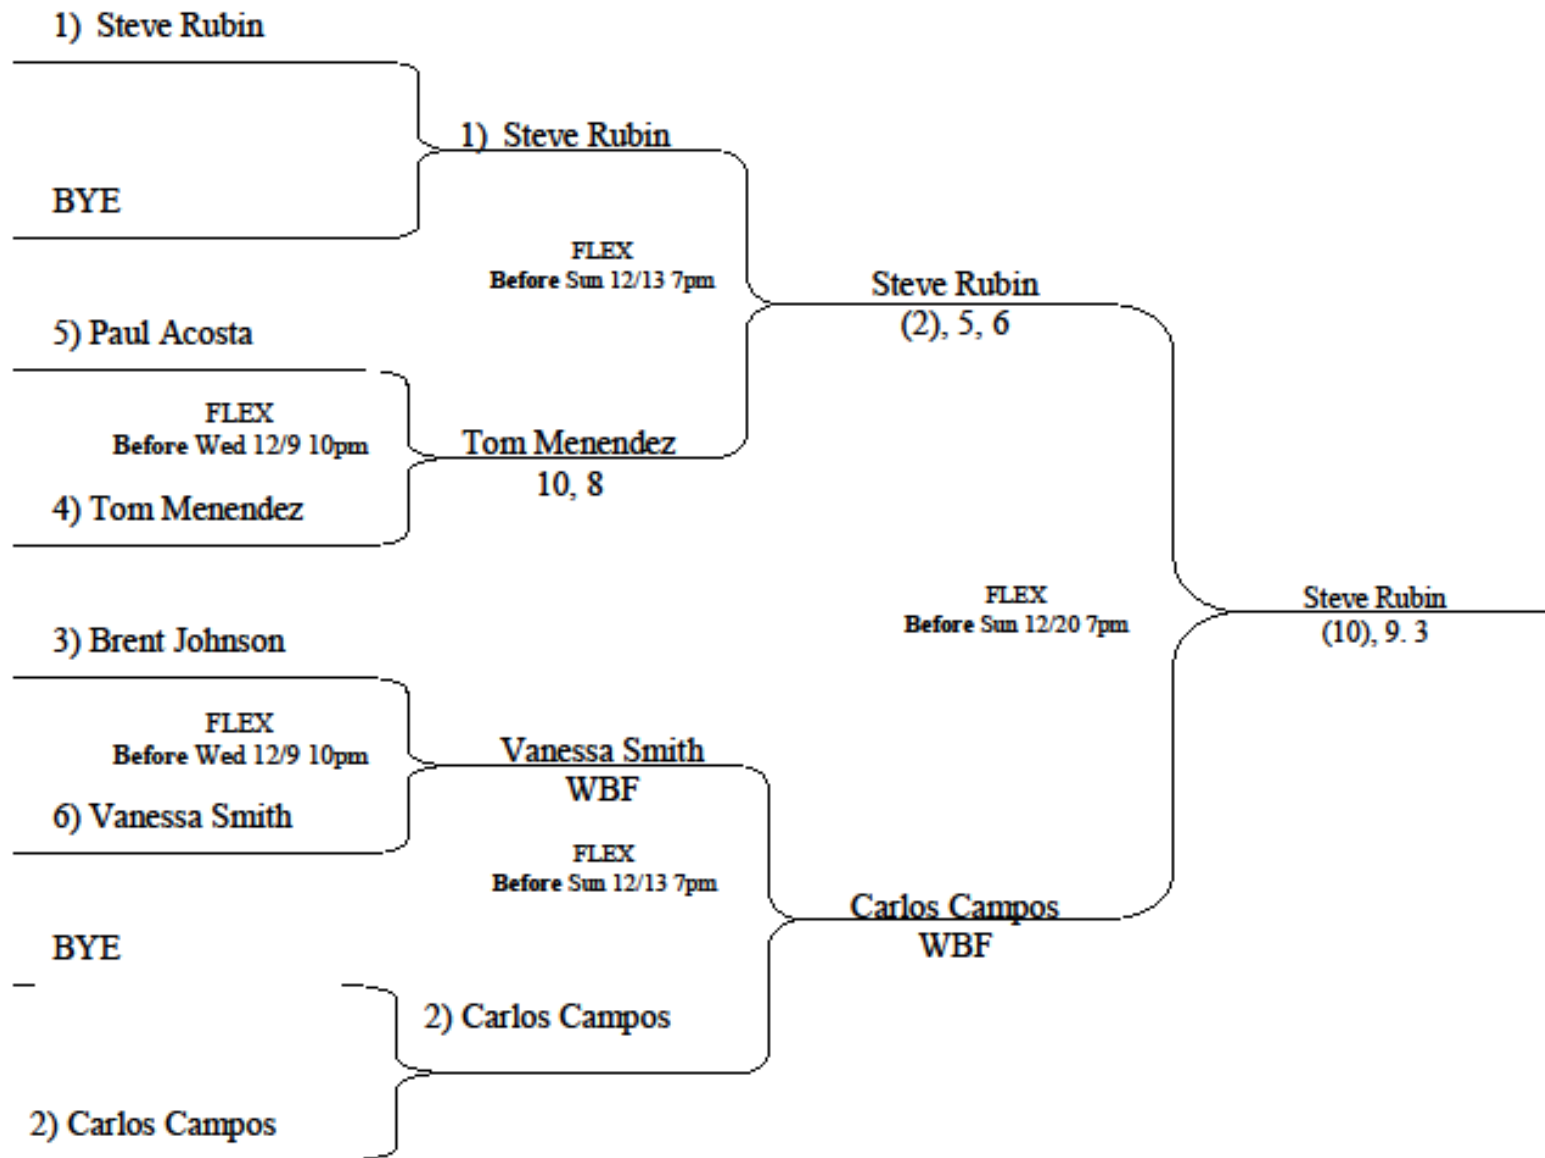 1) Steve Rubin
1) Steve Rubin
BYE
FLEX
Before Sun 12/13 7pm
Steve Rubin
(2), 5, 6
5) Paul Acosta
FLEX
Before Wed 12/9 10pm
Tom Menendez
10, 8
4) Tom Menendez
FLEX
Before Sun 12/20 7pm
Steve Rubin
(10), 9. 3
3) Brent Johnson
FLEX
Before Wed 12/9 10pm
Vanessa Smith
WBF
6) Vanessa Smith
FLEX
Before Sun 12/13 7pm
Carlos Campos
WBF
BYE
2) Carlos Campos
2) Carlos Campos